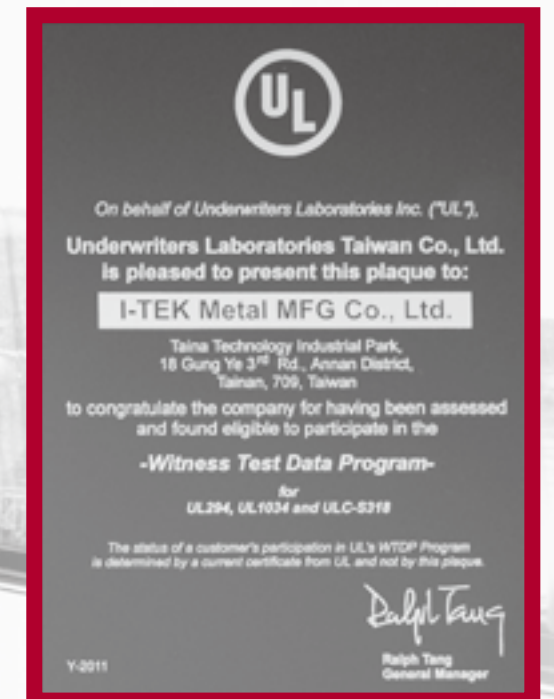 UL
On behalf of Underwriters Laboratories Inc. ("UL"),
Underwriters Laboratories Taiwan Co., Ltd.
is pleased to present this plaque to:
I-TEK Metal MFG Co., Ltd.
Taina Technology Industrial Park,
18 Gung Ye 3rd Rd., Annan District,
Tainan, 709, Taiwan
to congratulate the company for having been assessed
and found eligible to participate in the
-Witness Test Data Program-
for
UL294, UL1034 and ULC-S318
The status of a customer's participation in UL's WTDP Program
is determined by a current certificate from UL and not by this plaque.
Ralph Tang
Y-2011
Ralph Tang
General Manager